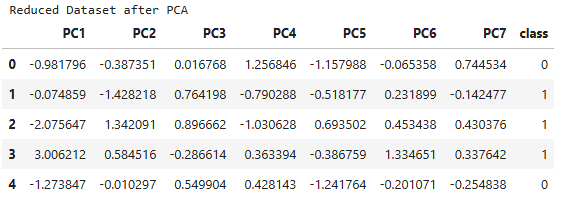 Reduced Dataset after PCA
PC1 PC2 PC3 PC4 PC5 PC6 PC7 class
0 -0.981796 -0.387351 0.016768 1.256846 -1.157988 -0.065358 0.744534 0
1 -0.074859 -1.428218 0.764198 -0.790288 -0.518177 0.231899 -0.142477 1
2 -2.075647 1.342091 0.896662 -1.030628 0.693502 0.453438 0.430376 1
3 3.006212 0.584516 -0.286614 0.363394 -0.386759 1.334651 0.337642 1
4 -1.273847 -0.010297 0.549904 0.428143 -1.241764 -0.201071 -0.254838 0